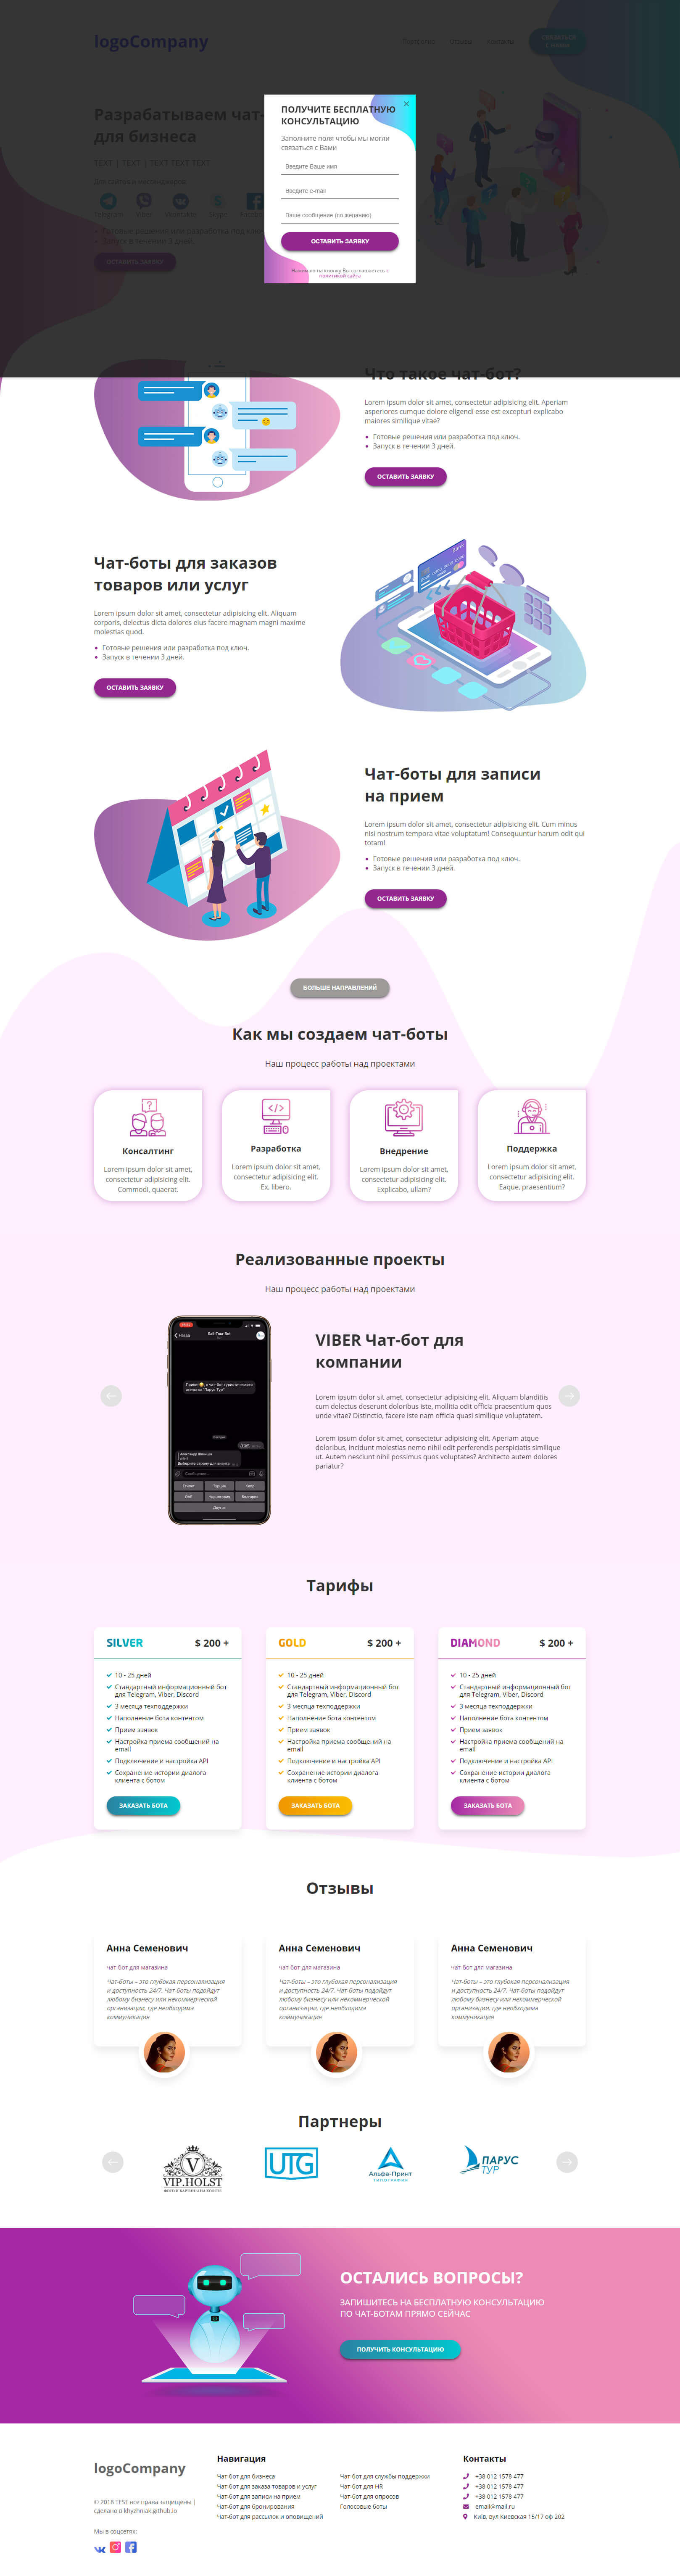 logoCompany
Портфолио Отзывы Контакты
СВЯЗАТЬСЯ
С НАМИ
Разрабатываем чат-
для бизнеса
TEXT | TEXT | TEXT TEXT TEXT
Telegram Viber VKontakte Skype
Готовые решения или разработка под ключ
Запуск в течении 3 дней.
ОСТАВИТЬ ЗАЯВКУ
ПОЛУЧИТЕ БЕСПЛАТНУЮ
КОНСУЛЬТАЦИЮ
Заполните поля чтобы мы могли
связаться с Вами
Введите Ваше имя
Введите e-mail
Ваше сообщение (по желанию)
ОСТАВИТЬ ЗАЯВКУ
Нажимаю на кнопку Вы соглашаетесь с
политикой сайта
Что такое чат-бот?
Lorem ipsum dolor sit amet, consectetur adipisicing elit. Aperiam
asperiores cumque dolore eligendi esse est excepturi explicabo
maiores similique vitae?
Готовые решения или разработка под ключ.
Запуск в течении 3 дней.
ОСТАВИТЬ ЗАЯВКУ
Чат-боты для заказов
товаров или услуг
Lorem ipsum dolor sit amet, consectetur adipisicing elit. Aliquam
corporis, delectus dicta dolores eius facere magnam magni maxime
molestias quod.
Готовые решения или разработка под ключ.
Запуск в течении 3 дней.
ОСТАВИТЬ ЗАЯВКУ
Чат-боты для записи
на прием
Lorem ipsum dolor sit amet, consectetur adipisicing elit. Cum minus
nisi nostrum tempora vitae voluptatum! Consequuntur harum odit qui
totam!
Готовые решения или разработка под ключ.
Запуск в течении 3 дней.
ОСТАВИТЬ ЗАЯВКУ
БОЛЬШЕ НАПРАВЛЕНИЙ
Как мы создаем чат-боты
Наш процесс работы над проектами
Консалтинг
Lorem ipsum dolor sit amet,
consectetur adipisicing elit.
Commodi, quaerat.
Разработка
Lorem ipsum dolor sit amet,
consectetur adipisicing elit.
Ex, libero.
Внедрение
Lorem ipsum dolor sit amet,
consectetur adipisicing elit.
Explicabo, ullam?
Поддержка
Lorem ipsum dolor sit amet,
consectetur adipisicing elit.
Eaque, praesentium?
Реализованные проекты
Наш процесс работы над проектами
Назад
Sail-Tour Bot
Привет, я чат-бот туристического
агенства "Парус Тур"!
Выберите страну для визита
Сообщение...
Египет Турция Кипр
ОАЭ Черногория Болгария
Другая
VIBER Чат-бот для
компании
Lorem ipsum dolor sit amet, consectetur adipisicing elit. Aliquam blanditiis
cum delectus deserunt doloribus iste, mollitia odit officia praesentium quos
unde vitae? Distinctio, facere iste nam officia quasi similique voluptatem.
Lorem ipsum dolor sit amet, consectetur adipisicing elit. Aperiam atque
doloribus, incidunt molestias nemo nihil odit perferendis perspiciatis similique
ut. Autem nesciunt nihil possimus quos voluptates? Architecto autem dolores
pariatur?
Тарифы
SILVER $ 200 +
10 - 25 дней
Стандартный информационный бот
для Telegram, Viber, Discord
3 месяца техподдержки
Наполнение бота контентом
Прием заявок
Настройка приема сообщений на
email
Подключение и настройка API
Сохранение истории диалога
клиента с ботом
ЗАКАЗАТЬ БОТА
GOLD $ 200 +
10 - 25 дней
Стандартный информационный бот
для Telegram, Viber, Discord
3 месяца техподдержки
Наполнение бота контентом
Прием заявок
Настройка приема сообщений на
email
Подключение и настройка API
Сохранение истории диалога
клиента с ботом
ЗАКАЗАТЬ БОТА
DIAMOND $ 200 +
10 - 25 дней
Стандартный информационный бот
для Telegram, Viber, Discord
3 месяца техподдержки
Наполнение бота контентом
Прием заявок
Настройка приема сообщений на
email
Подключение и настройка API
Сохранение истории диалога
клиента с ботом
ЗАКАЗАТЬ БОТА
Отзывы
Анна Семенович
чат-бот для магазина
Чат-боты – это глубокая персонализация
и доступность 24/7. Чат-боты подойдут
любому бизнесу или некоммерческой
организации, где необходима
коммуникация
Анна Семенович
чат-бот для магазина
Чат-боты – это глубокая персонализация
и доступность 24/7. Чат-боты подойдут
любому бизнесу или некоммерческой
организации, где необходима
коммуникация
Анна Семенович
чат-бот для магазина
Чат-боты – это глубокая персонализация
и доступность 24/7. Чат-боты подойдут
любому бизнесу или некоммерческой
организации, где необходима
коммуникация
Партнеры
V
VIP.HOLST
ФОТО И КАРТИНЫ НА ХОЛСТЕ
UTG
Альфа-Принт
типография
ПАРУС
ТУР
ОСТАЛИСЬ ВОПРОСЫ?
ЗАПИШИТЕСЬ НА БЕСПЛАТНУЮ КОНСУЛЬТАЦИЮ
ПО ЧАТ-БОТАМ ПРЯМО СЕЙЧАС
ПОЛУЧИТЬ КОНСУЛЬТАЦИЮ
logoCompany
© 2018 TEST все права защищены |
сделано в khyzhniak.github.io
Мы в соцсетях:
Навигация
Чат-бот для бизнеса
Чат-бот для заказа товаров и услуг
Чат-бот для записи на прием
Чат-бот для бронирования
Чат-бот для рассылок и оповещений
Чат-бот для службы поддержки
Чат-бот для HR
Чат-бот для опросов
Голосовые боты
Контакты
+38 012 1578 477
+38 012 1578 477
+38 012 1578 477
email@mail.ru
Київ, вул Киевская 15/17 оф 202